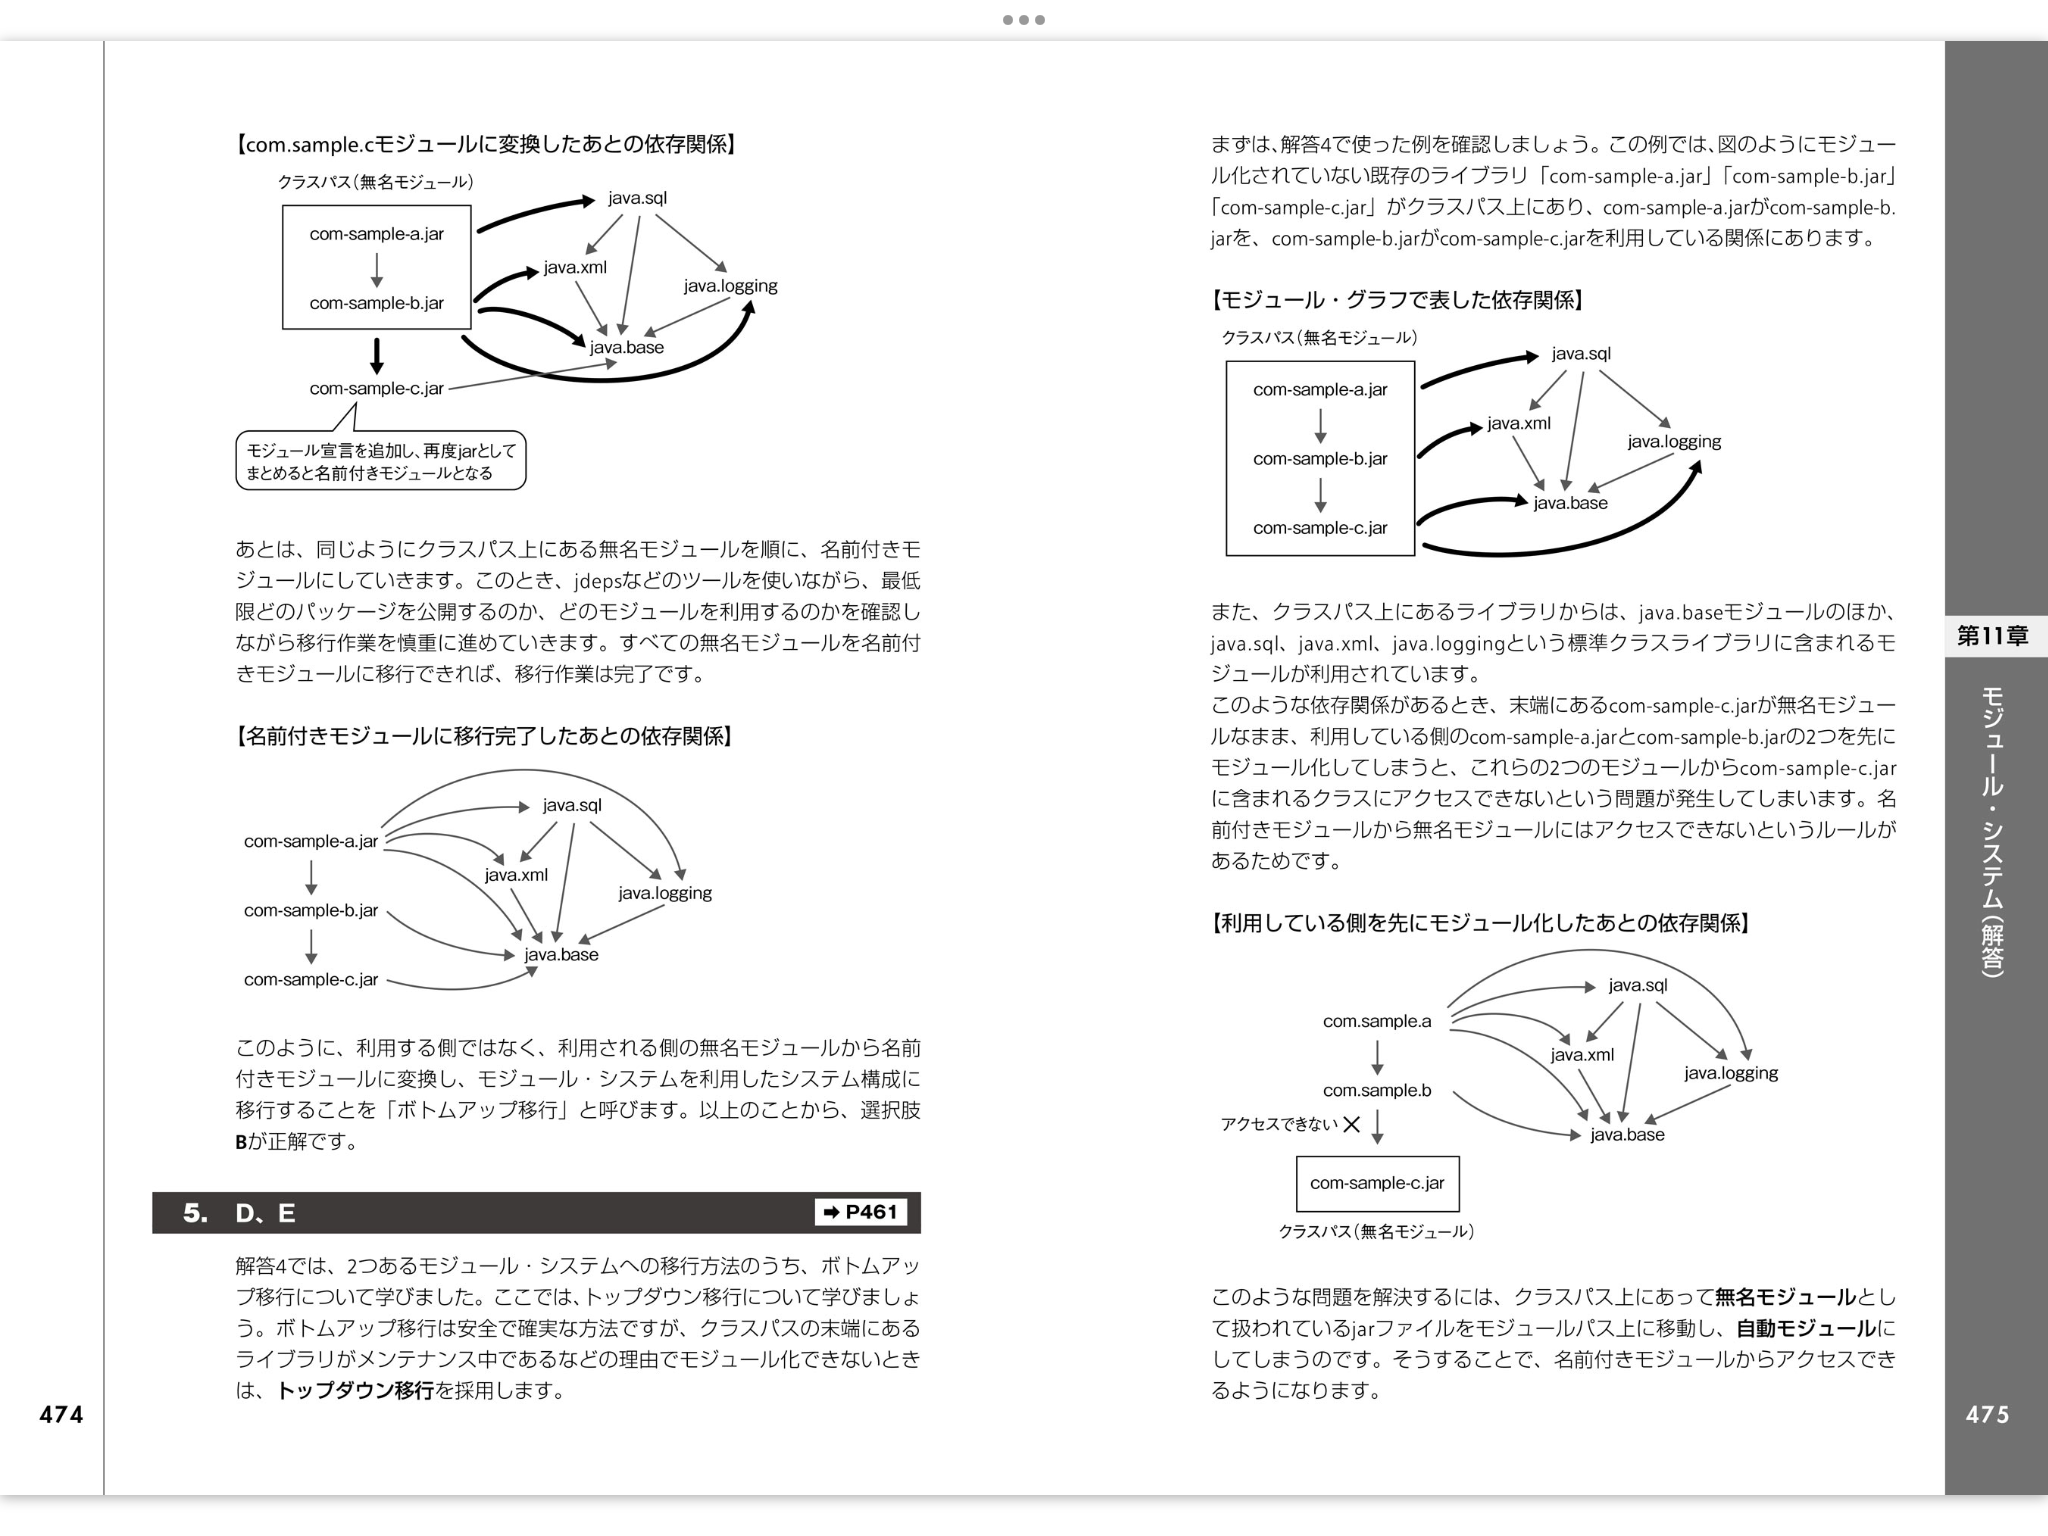 【com.sample.cモジュールに変換したあとの依存関係】
クラスパス（無名モジュール）
com-sample-a.jar
com-sample-b.jar
com-sample-c.jar
java.sql
java.xml
java.logging
java.base
モジュール宣言を追加し、再度jarとして
まとめると名前付きモジュールとなる
あとは、同じようにクラスパス上にある無名モジュールを順に、名前付きモ
ジュールにしていきます。このとき、jdepsなどのツールを使いながら、最低
限どのパッケージを公開するのか、どのモジュールを利用するのかを確認し
ながら移行作業を慎重に進めていきます。すべての無名モジュールを名前付
きモジュールに移行できれば、移行作業は完了です。
【名前付きモジュールに移行完了したあとの依存関係】
com-sample-a.jar
com-sample-b.jar
com-sample-c.jar
java.sql
java.xml
java.logging
java.base
このように、利用する側ではなく、利用される側の無名モジュールから名前
付きモジュールに変換し、モジュール・システムを利用したシステム構成に
移行することを「ボトムアップ移行」と呼びます。以上のことから、選択肢
Bが正解です。
5. D、E ➡ P461
解答4では、2つあるモジュール・システムへの移行方法のうち、ボトムアッ
プ移行について学びました。ここでは、トップダウン移行について学びましょ
う。ボトムアップ移行は安全で確実な方法ですが、クラスパスの末端にある
ライブラリがメンテナンス中であるなどの理由でモジュール化できないとき
は、トップダウン移行を採用します。
474
まずは、解答4で使った例を確認しましょう。この例では、図のようにモジュー
ル化されていない既存のライブラリ「com-sample-a.jar」「com-sample-b.jar」
「com-sample-c.jar」がクラスパス上にあり、com-sample-a.jarがcom-sample-b.
jarを、com-sample-b.jarがcom-sample-c.jarを利用している関係にあります。
【モジュール・グラフで表した依存関係】
クラスパス（無名モジュール）
com-sample-a.jar
com-sample-b.jar
com-sample-c.jar
java.sql
java.xml
java.logging
java.base
また、クラスパス上にあるライブラリからは、java.baseモジュールのほか、
java.sql、java.xml、java.loggingという標準クラスライブラリに含まれるモ
ジュールが利用されています。
このような依存関係があるとき、末端にあるcom-sample-c.jarが無名モジュー
ルなまま、利用している側のcom-sample-a.jarとcom-sample-b.jarの2つを先に
モジュール化してしまうと、これらの2つのモジュールからcom-sample-c.jar
に含まれるクラスにアクセスできないという問題が発生してしまいます。名
前付きモジュールから無名モジュールにはアクセスできないというルールが
あるためです。
【利用している側を先にモジュール化したあとの依存関係】
com.sample.a
com.sample.b
アクセスできない ×
com-sample-c.jar
クラスパス（無名モジュール）
java.sql
java.xml
java.logging
java.base
このような問題を解決するには、クラスパス上にあって無名モジュールとし
て扱われているjarファイルをモジュールパス上に移動し、自動モジュールに
してしまうのです。そうすることで、名前付きモジュールからアクセスでき
るようになります。
第11章
モジュール・システム（解答）
475